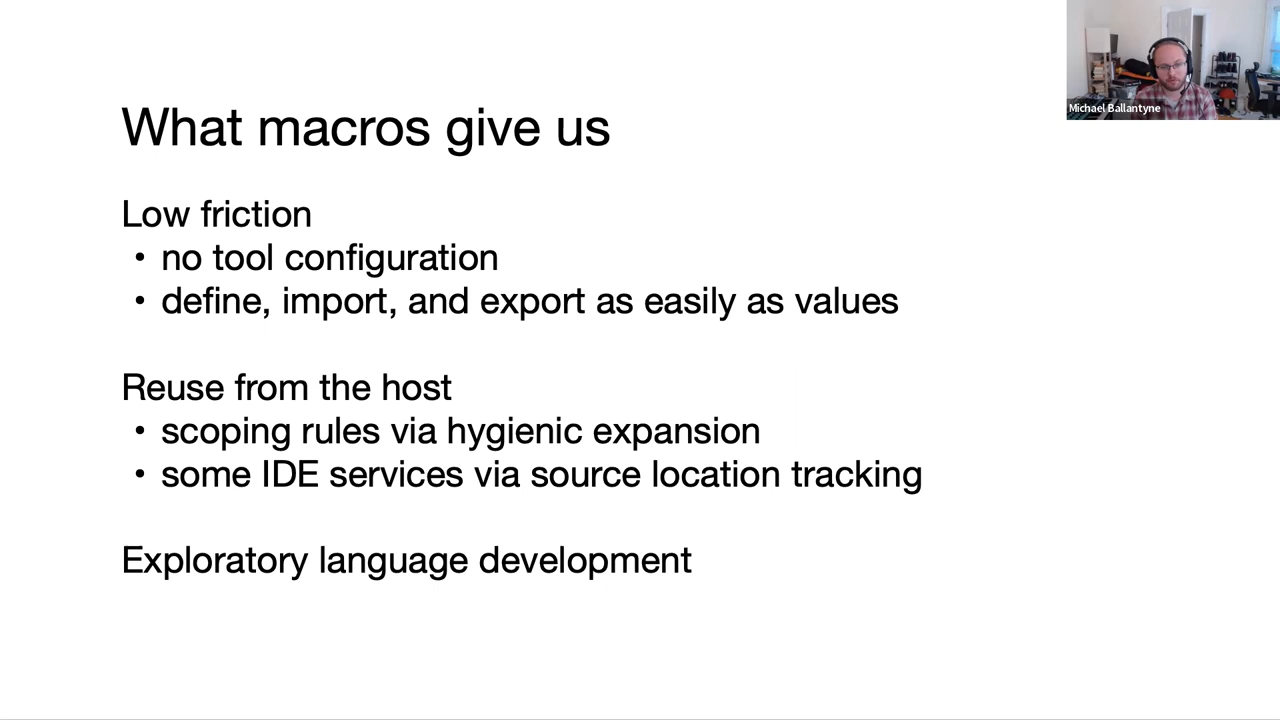 What macros give us
Michael Ballantyne
Low friction
• no tool configuration
• define, import, and export as easily as values
Reuse from the host
• scoping rules via hygienic expansion
• some IDE services via source location tracking
Exploratory language development